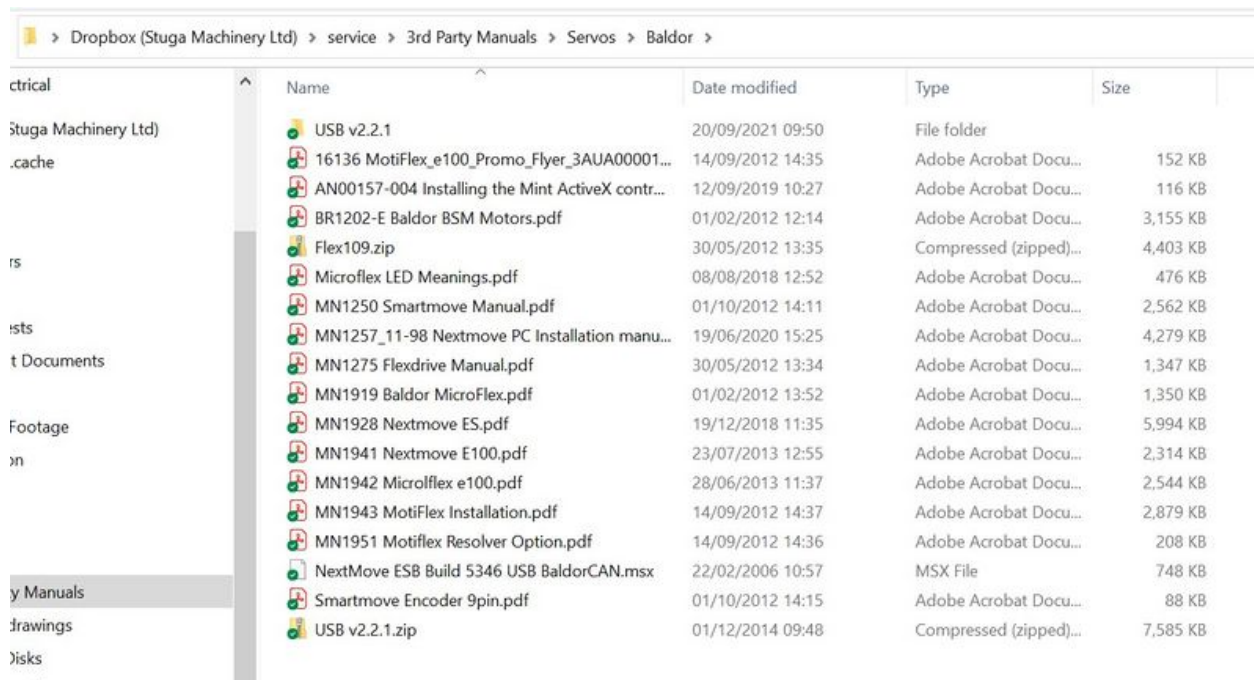 > Dropbox (Stuga Machinery Ltd) > service > 3rd Party Manuals > Servos > Baldor >
ctrical
Stuga Machinery Ltd)
.cache
rs
ests
t Documents
Footage
on
y Manuals
drawings
Disks
Name Date modified Type Size
USB v2.2.1 20/09/2021 09:50 File folder
16136 MotiFlex_e100_Promo_Flyer_3AUA00001... 14/09/2012 14:35 Adobe Acrobat Docu... 152 KB
AN00157-004 Installing the Mint ActiveX contr... 12/09/2019 10:27 Adobe Acrobat Docu... 116 KB
BR1202-E Baldor BSM Motors.pdf 01/02/2012 12:14 Adobe Acrobat Docu... 3,155 KB
Flex109.zip 30/05/2012 13:35 Compressed (zipped)... 4,403 KB
Microflex LED Meanings.pdf 08/08/2018 12:52 Adobe Acrobat Docu... 476 KB
MN1250 Smartmove Manual.pdf 01/10/2012 14:11 Adobe Acrobat Docu... 2,562 KB
MN1257_11-98 Nextmove PC Installation manu... 19/06/2020 15:25 Adobe Acrobat Docu... 4,279 KB
MN1275 Flexdrive Manual.pdf 30/05/2012 13:34 Adobe Acrobat Docu... 1,347 KB
MN1919 Baldor MicroFlex.pdf 01/02/2012 13:52 Adobe Acrobat Docu... 1,350 KB
MN1928 Nextmove ES.pdf 19/12/2018 11:35 Adobe Acrobat Docu... 5,994 KB
MN1941 Nextmove E100.pdf 23/07/2013 12:55 Adobe Acrobat Docu... 2,314 KB
MN1942 Microlflex e100.pdf 28/06/2013 11:37 Adobe Acrobat Docu... 2,544 KB
MN1943 MotiFlex Installation.pdf 14/09/2012 14:37 Adobe Acrobat Docu... 2,879 KB
MN1951 Motiflex Resolver Option.pdf 14/09/2012 14:36 Adobe Acrobat Docu... 208 KB
NextMove ESB Build 5346 USB BaldorCAN.msx 22/02/2006 10:57 MSX File 748 KB
Smartmove Encoder 9pin.pdf 01/10/2012 14:15 Adobe Acrobat Docu... 88 KB
USB v2.2.1.zip 01/12/2014 09:48 Compressed (zipped)... 7,585 KB